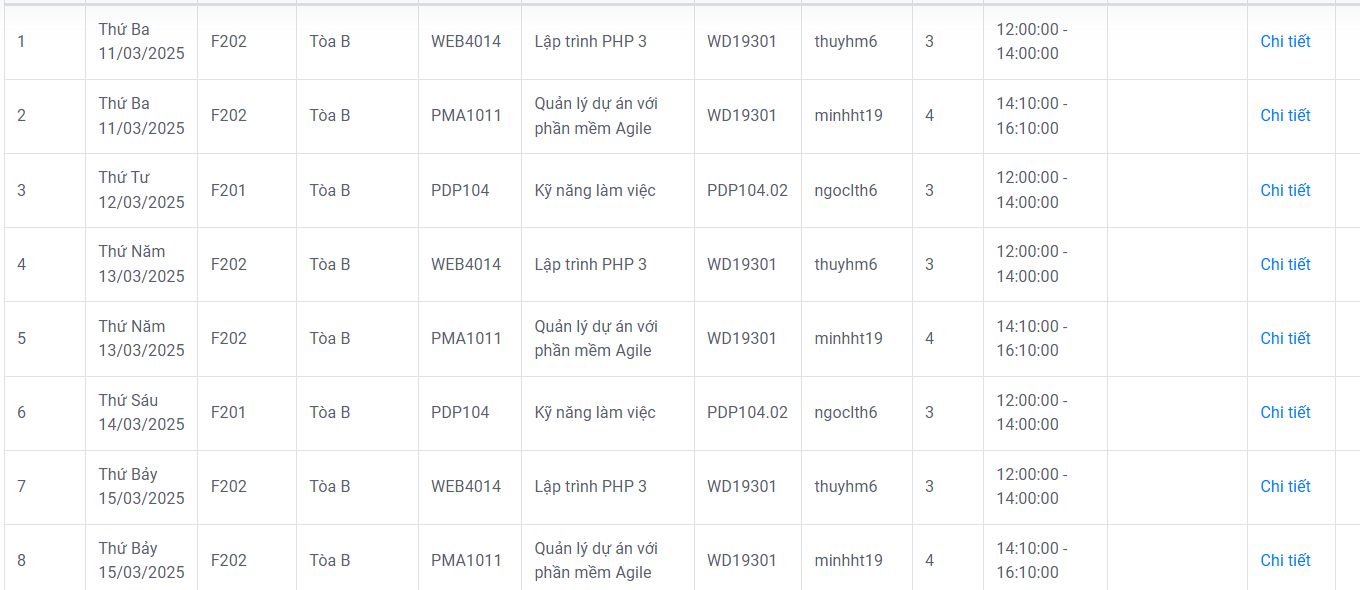 1 Thứ Ba 11/03/2025 F202 Tòa B WEB4014 Lập trình PHP 3 WD19301 thuyhm6 3 12:00:00 - 14:00:00 Chi tiết
2 Thứ Ba 11/03/2025 F202 Tòa B PMA1011 Quản lý dự án với phần mềm Agile WD19301 minhht19 4 14:10:00 - 16:10:00 Chi tiết
3 Thứ Tư 12/03/2025 F201 Tòa B PDP104 Kỹ năng làm việc PDP104.02 ngoclth6 3 12:00:00 - 14:00:00 Chi tiết
4 Thứ Năm 13/03/2025 F202 Tòa B WEB4014 Lập trình PHP 3 WD19301 thuyhm6 3 12:00:00 - 14:00:00 Chi tiết
5 Thứ Năm 13/03/2025 F202 Tòa B PMA1011 Quản lý dự án với phần mềm Agile WD19301 minhht19 4 14:10:00 - 16:10:00 Chi tiết
6 Thứ Sáu 14/03/2025 F201 Tòa B PDP104 Kỹ năng làm việc PDP104.02 ngoclth6 3 12:00:00 - 14:00:00 Chi tiết
7 Thứ Bảy 15/03/2025 F202 Tòa B WEB4014 Lập trình PHP 3 WD19301 thuyhm6 3 12:00:00 - 14:00:00 Chi tiết
8 Thứ Bảy 15/03/2025 F202 Tòa B PMA1011 Quản lý dự án với phần mềm Agile WD19301 minhht19 4 14:10:00 - 16:10:00 Chi tiết